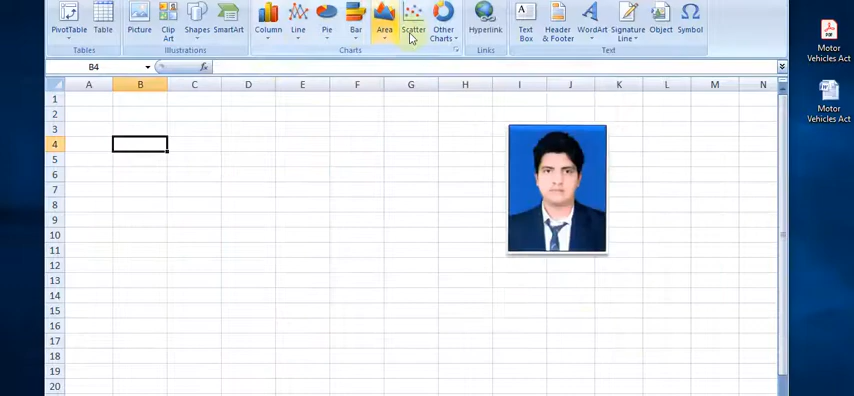 PivotTable Table Picture Clip Art Shapes SmartArt Column Line Pie Bar Area Scatter Other Charts Hyperlink Text Box Header & Footer WordArt Signature Line Object Symbol
Tables Illustrations Charts Links Text
B4 fx
A B C D E F G H I J K L M N
1
2
3
4
5
6
7
8
9
10
11
12
13
14
15
16
17
18
19
20
Motor
Vehicles Act
Motor
Vehicles Act